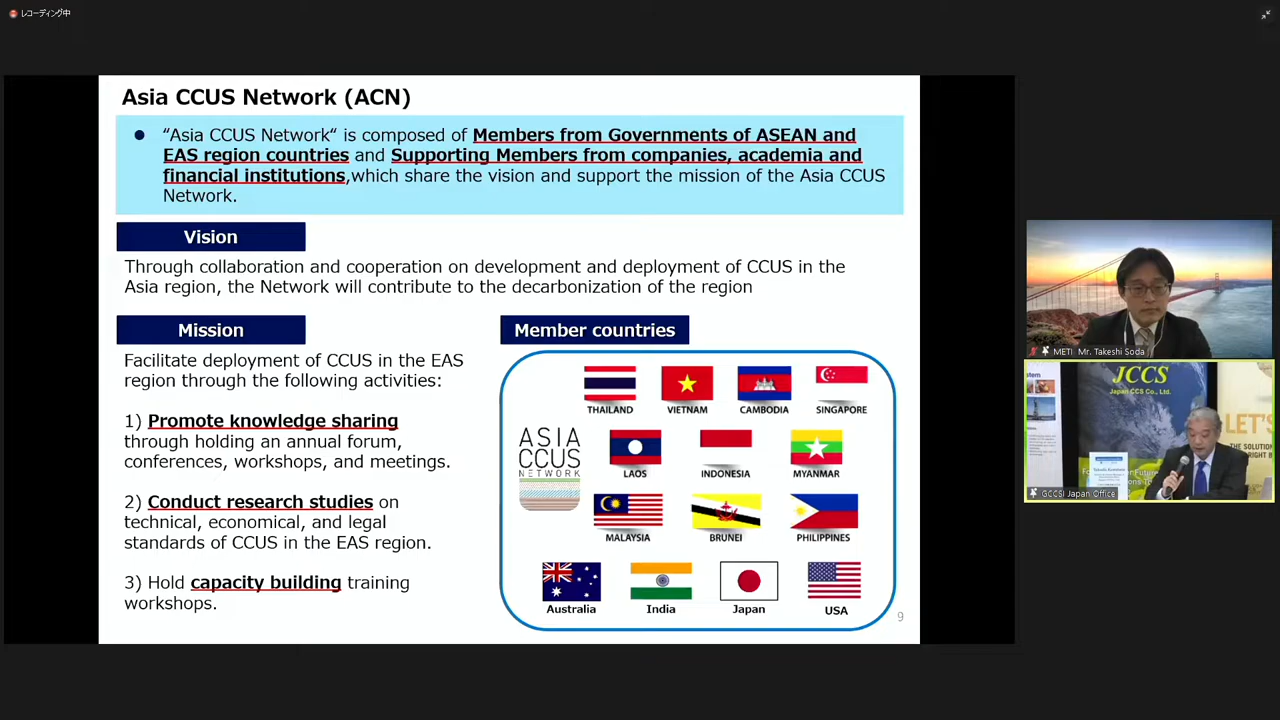 レコーディング中
Asia CCUS Network (ACN)
● “Asia CCUS Network“ is composed of Members from Governments of ASEAN and
EAS region countries and Supporting Members from companies, academia and
financial institutions,which share the vision and support the mission of the Asia CCUS
Network.
Vision
Through collaboration and cooperation on development and deployment of CCUS in the
Asia region, the Network will contribute to the decarbonization of the region
Mission
Facilitate deployment of CCUS in the EAS
region through the following activities:
1) Promote knowledge sharing
through holding an annual forum,
conferences, workshops, and meetings.
2) Conduct research studies on
technical, economical, and legal
standards of CCUS in the EAS region.
3) Hold capacity building training
workshops.
Member countries
THAILAND VIETNAM CAMBODIA SINGAPORE
ASIA
CCUS
NETWORK
LAOS INDONESIA MYANMAR
MALAYSIA BRUNEI PHILIPPINES
Australia India Japan USA
9
METI Mr. Takeshi Soda
JCCS
Japan CCS Co., Ltd.
LET'S
THE SOLUTION
GCCSI Japan Office